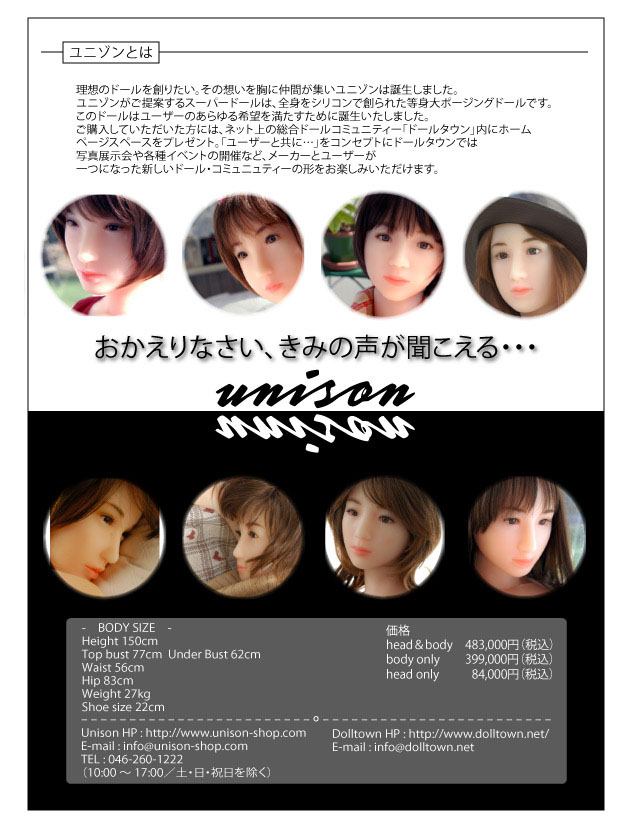 ユニゾンとは
理想のドールを創りたい。その想いを胸に仲間が集いユニゾンは誕生しました。
ユニゾンがご提案するスーパードールは、全身をシリコンで創られた等身大ポージングドールです。
このドールはユーザーのあらゆる希望を満たすために誕生いたしました。
ご購入していただいた方には、ネット上の総合ドールコミュニティー「ドールタウン」内にホーム
ページスペースをプレゼント。「ユーザーと共に…」をコンセプトにドールタウンでは
写真展示会や各種イベントの開催など、メーカーとユーザーが
一つになった新しいドール・コミュニュティーの形をお楽しみいただけます。
おかえりなさい、きみの声が聞こえる・・・
unison
unison
- BODY SIZE -
Height 150cm
Top bust 77cm Under Bust 62cm
Waist 56cm
Hip 83cm
Weight 27kg
Shoe size 22cm
価格
head＆body 483,000円（税込）
body only 399,000円（税込）
head only 84,000円（税込）
Unison HP : http://www.unison-shop.com
E-mail : info@unison-shop.com
TEL : 046-260-1222
（10:00 〜 17:00／土・日・祝日を除く）
Dolltown HP : http://www.dolltown.net/
E-mail : info@dolltown.net